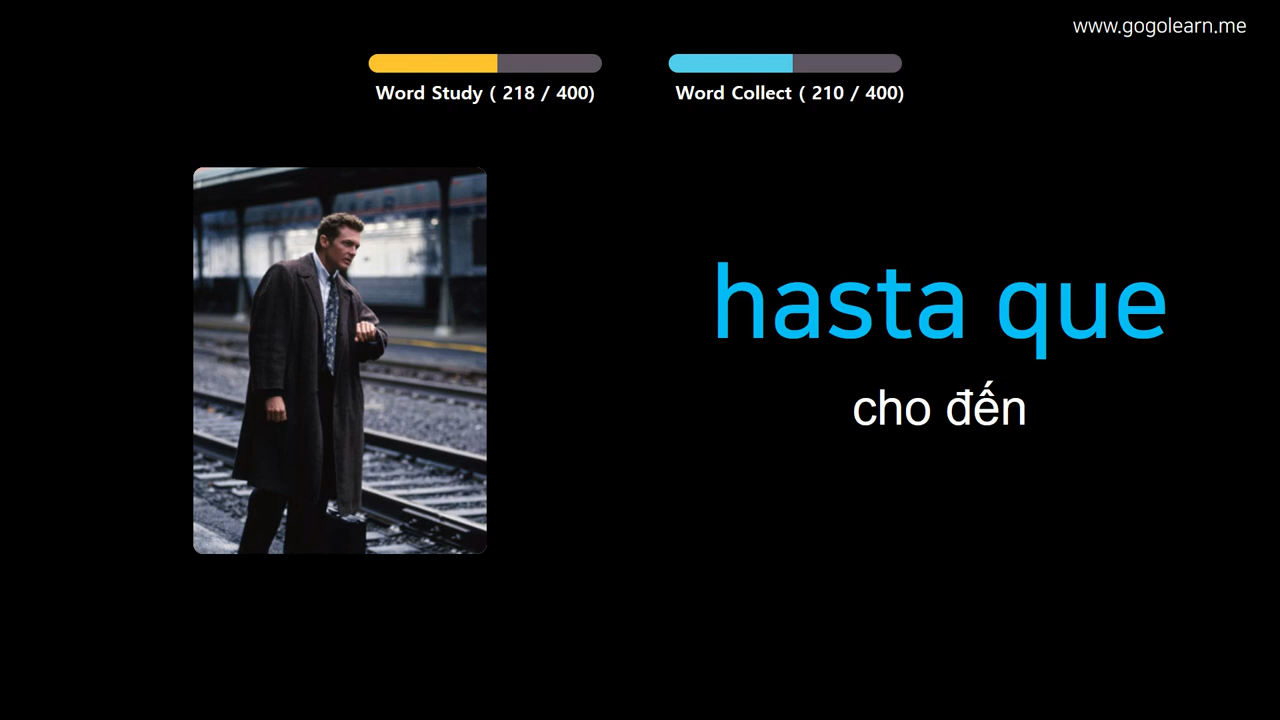 www.gogolearn.me
Word Study ( 218 / 400)
Word Collect ( 210 / 400)
hasta que
cho đến